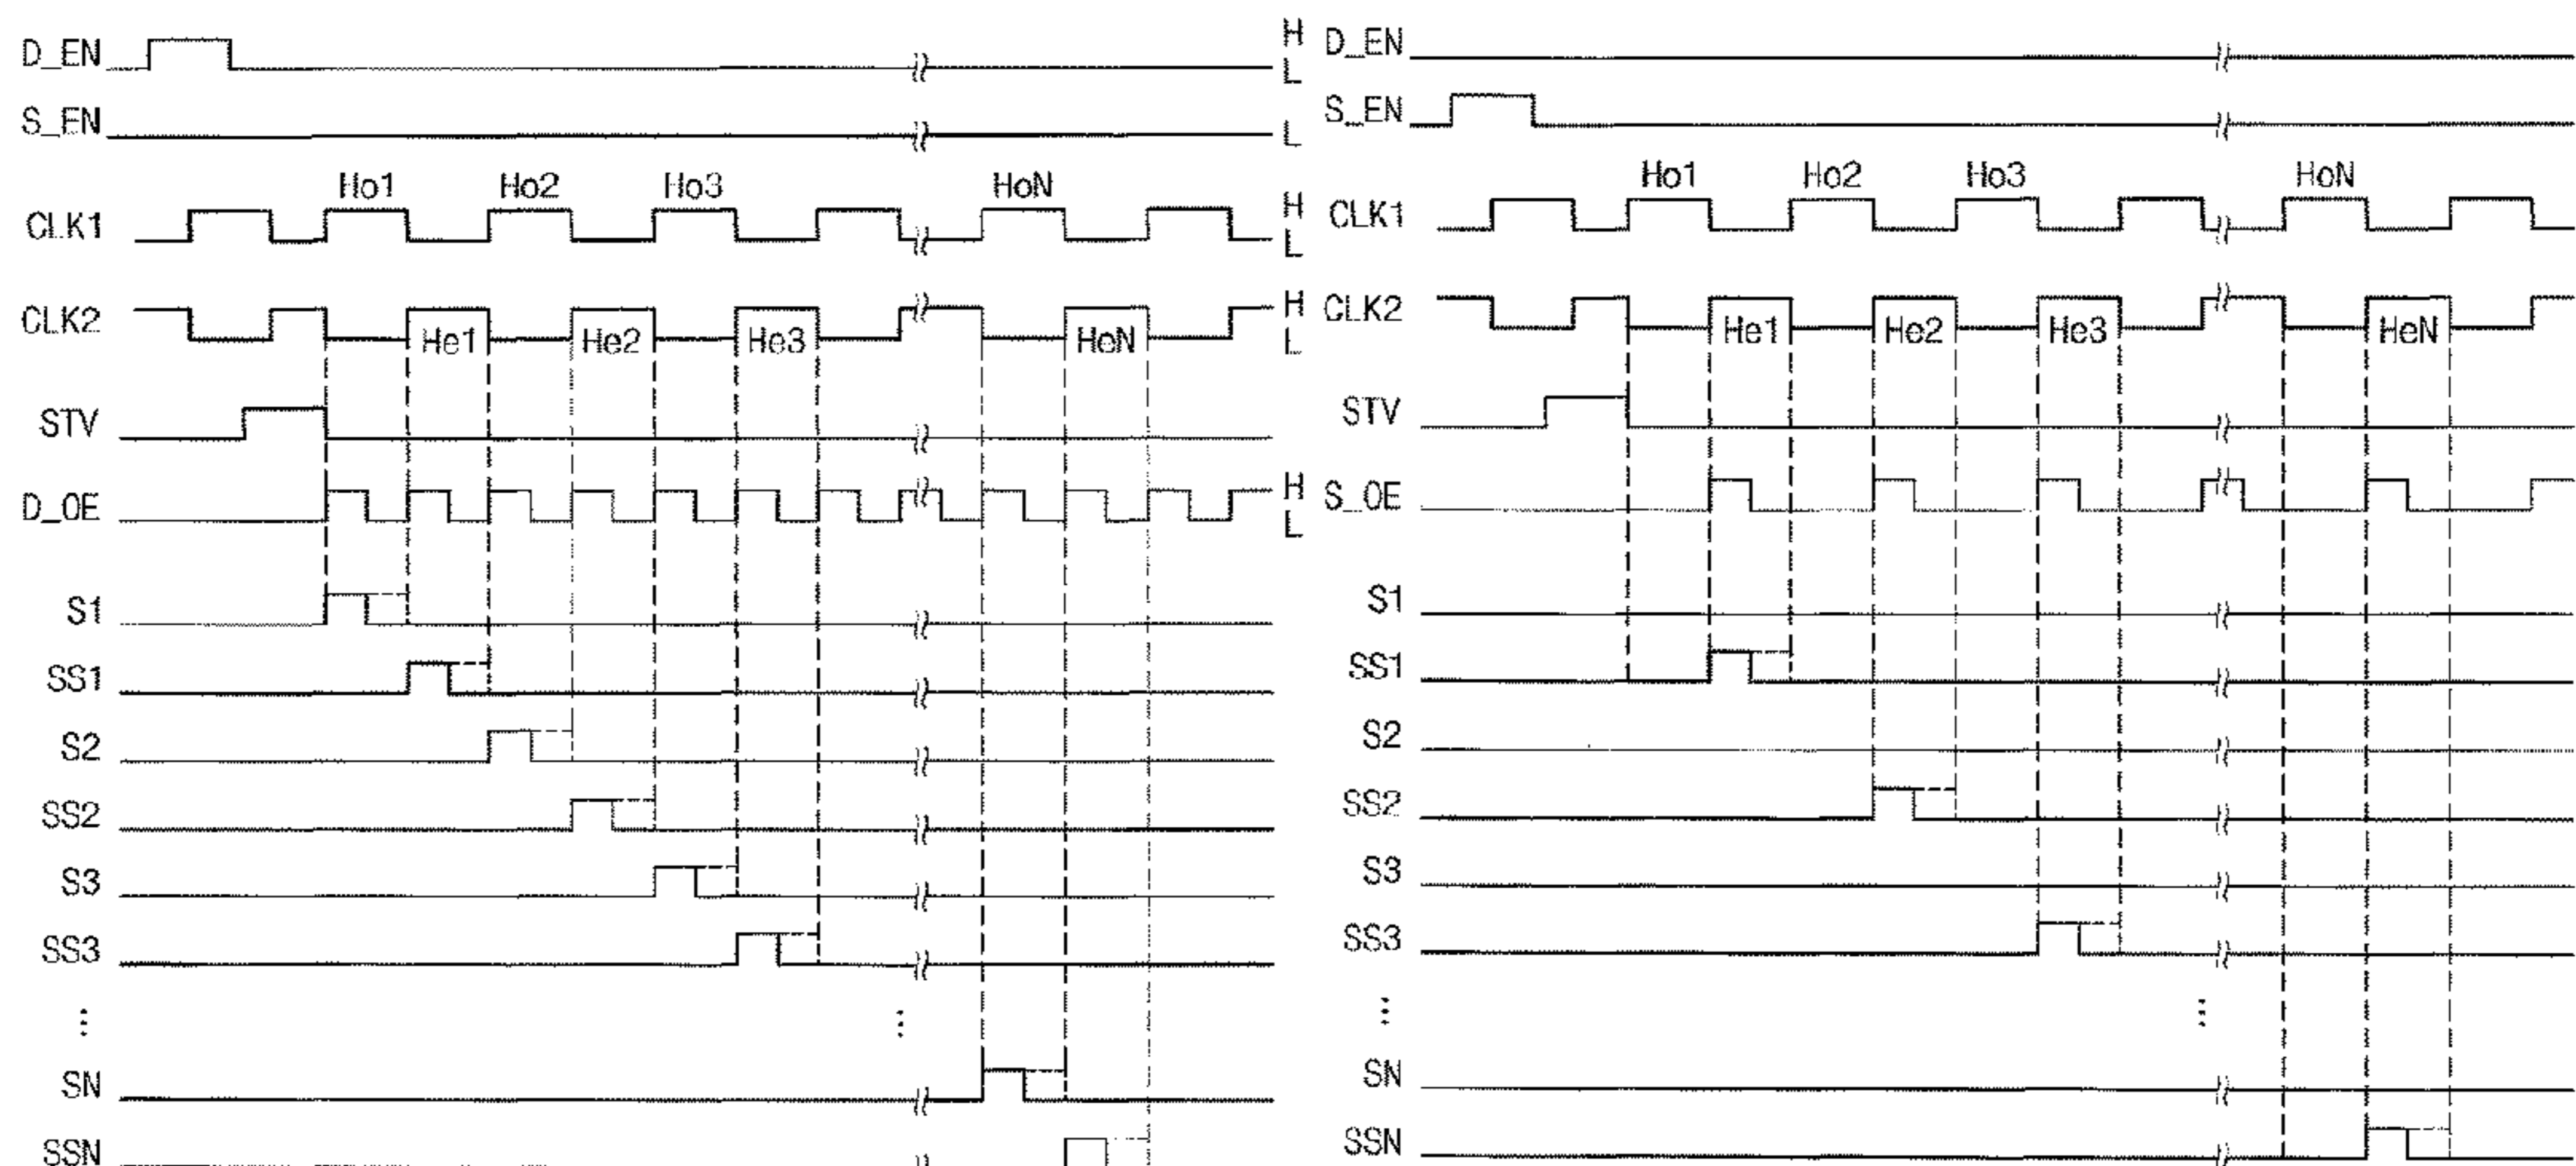 D_EN
H
L
S_EN
L
Ho1 Ho2 Ho3 HoN
CLK1
H
L
CLK2
H
L
He1 He2 He3 HeN
STV
D_OE
H
L
S1
SS1
S2
SS2
S3
SS3
⋮ ⋮
SN
SSN
D_EN
S_EN
Ho1 Ho2 Ho3 HoN
CLK1
CLK2
He1 He2 He3 HeN
STV
S_OE
S1
SS1
S2
SS2
S3
SS3
⋮ ⋮
SN
SSN